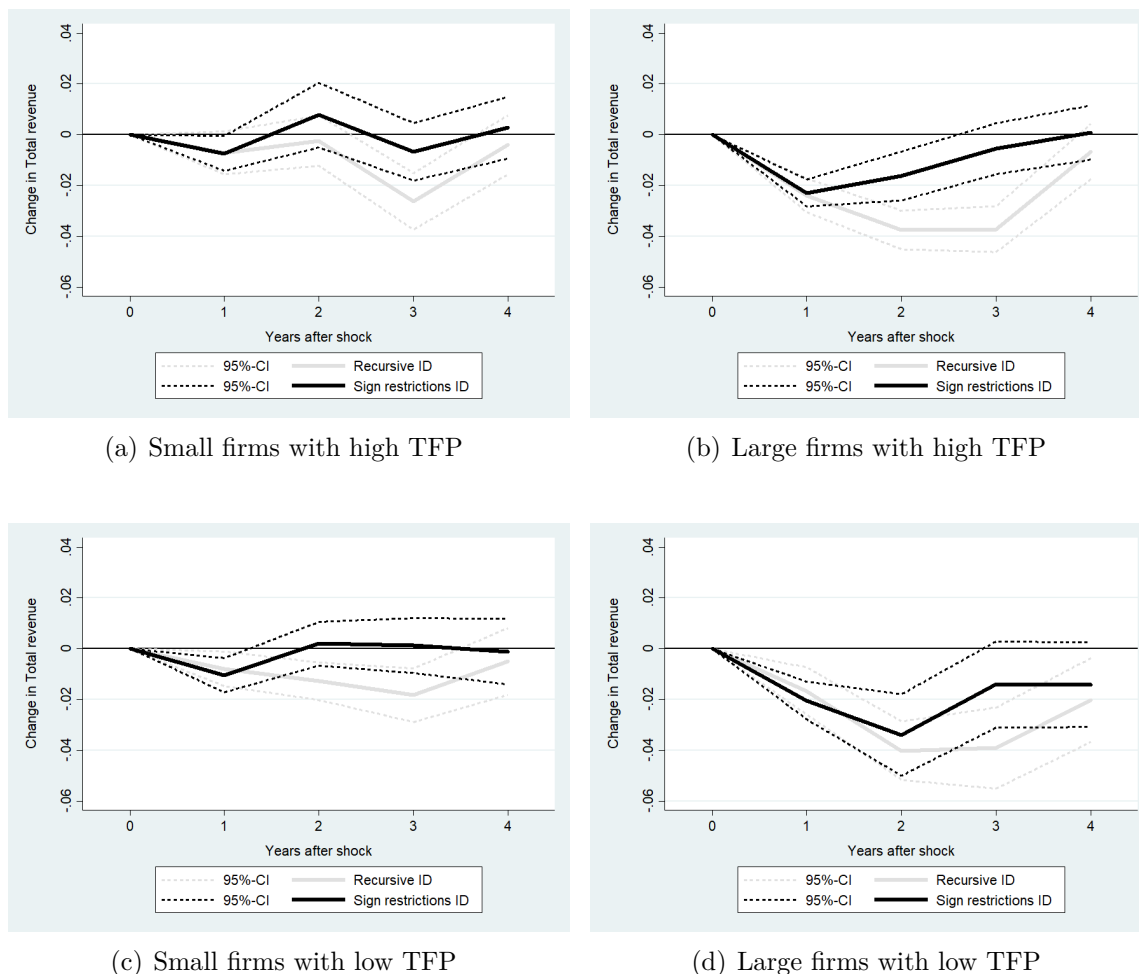 .04
.02
0
-.02
-.04
-.06
Change in Total revenue
0 1 2 3 4
Years after shock
95%-CI Recursive ID
95%-CI Sign restrictions ID
(a) Small firms with high TFP
.04
.02
0
-.02
-.04
-.06
Change in Total revenue
0 1 2 3 4
Years after shock
95%-CI Recursive ID
95%-CI Sign restrictions ID
(b) Large firms with high TFP
.04
.02
0
-.02
-.04
-.06
Change in Total revenue
0 1 2 3 4
Years after shock
95%-CI Recursive ID
95%-CI Sign restrictions ID
(c) Small firms with low TFP
.04
.02
0
-.02
-.04
-.06
Change in Total revenue
0 1 2 3 4
Years after shock
95%-CI Recursive ID
95%-CI Sign restrictions ID
(d) Large firms with low TFP